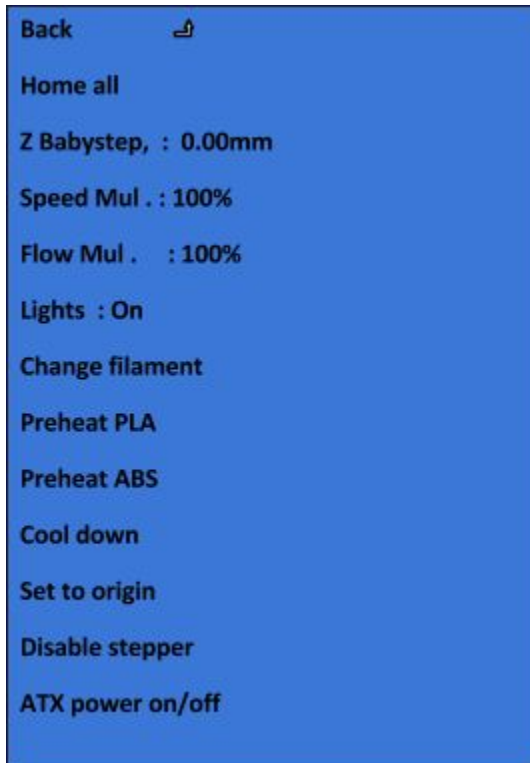 Back
Home all
Z Babystep, : 0.00mm
Speed Mul . : 100%
Flow Mul . : 100%
Lights : On
Change filament
Preheat PLA
Preheat ABS
Cool down
Set to origin
Disable stepper
ATX power on/off